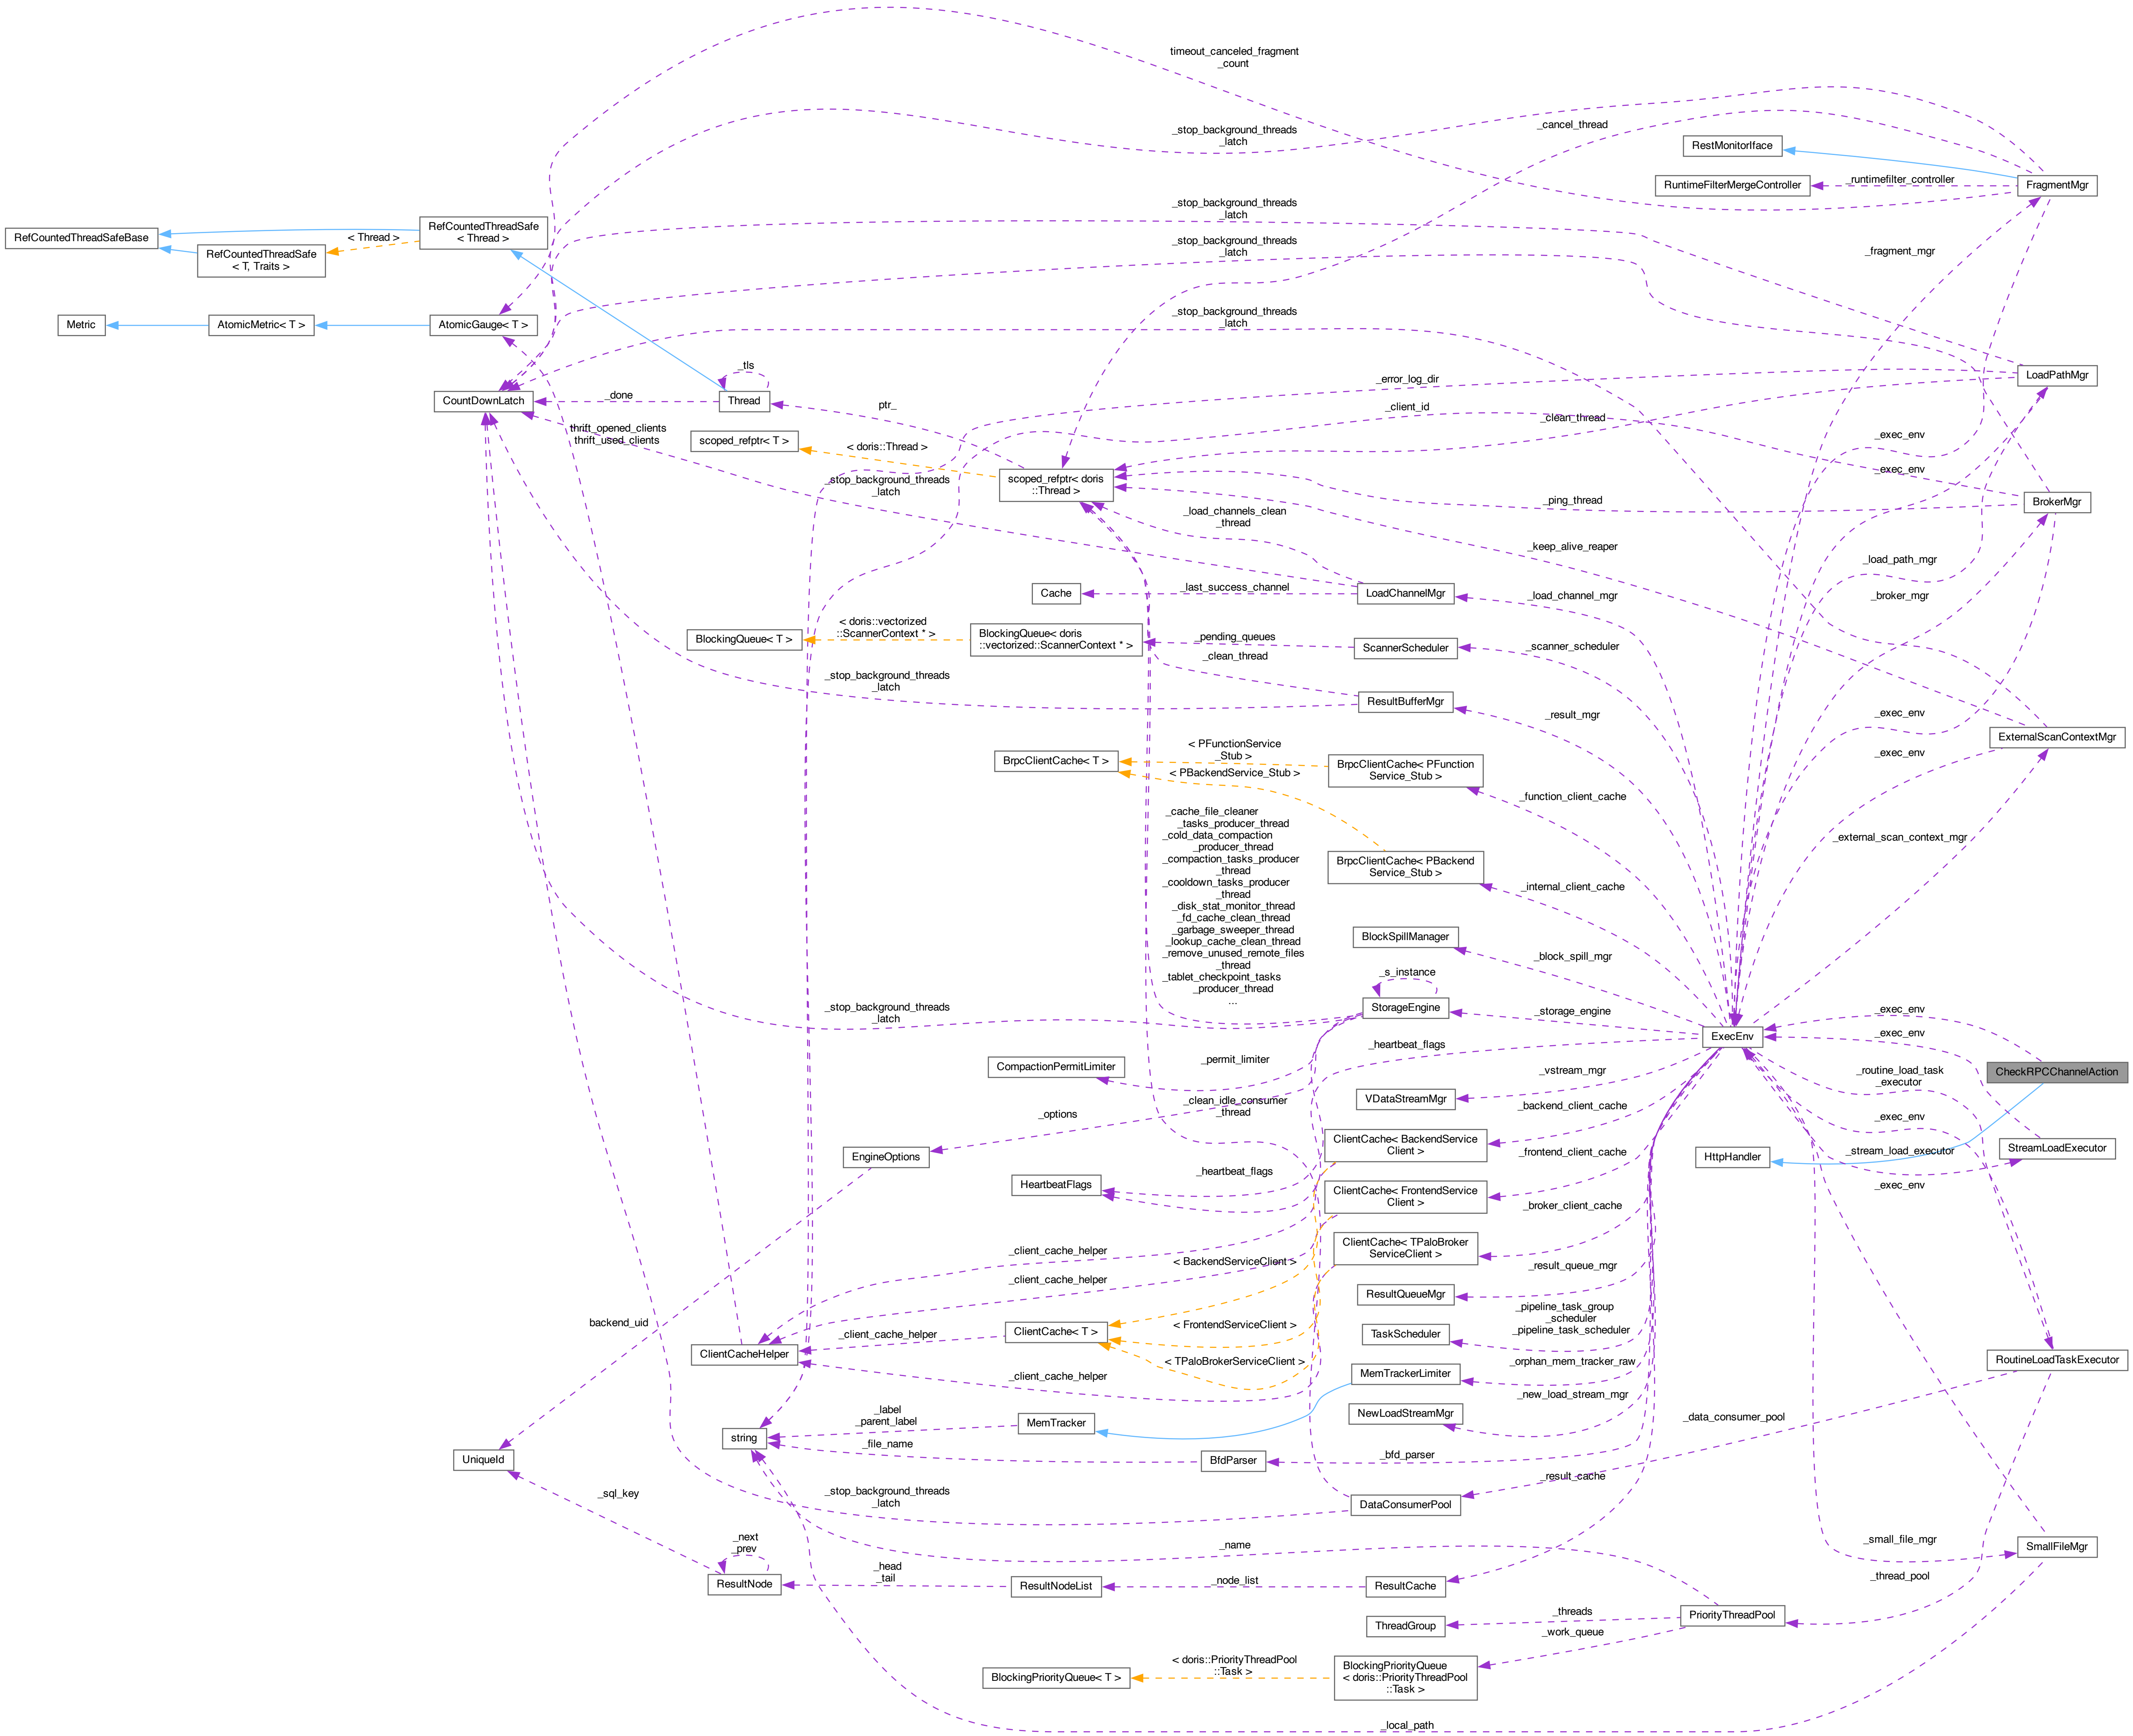 timeout_canceled_fragment
_count
_stop_background_threads
_latch
_cancel_thread
RestMonitorIface
RuntimeFilterMergeController
_runtimefilter_controller
FragmentMgr
_stop_background_threads
_latch
RefCountedThreadSafeBase
< Thread >
RefCountedThreadSafe
< Thread >
RefCountedThreadSafe
< T, Traits >
_stop_background_threads
_latch
_fragment_mgr
Metric
AtomicMetric< T >
AtomicGauge< T >
_stop_background_threads
_latch
_tls
_error_log_dir
LoadPathMgr
CountDownLatch
_done
Thread
ptr_
_client_id
_clean_thread
_exec_env
thrift_opened_clients
thrift_used_clients
scoped_refptr< T >
< doris::Thread >
_exec_env
_stop_background_threads
_latch
scoped_refptr< doris
::Thread >
_ping_thread
BrokerMgr
_load_channels_clean
_thread
_keep_alive_reaper
_load_path_mgr
_broker_mgr
Cache
_last_success_channel
LoadChannelMgr
_load_channel_mgr
BlockingQueue< T >
< doris::vectorized
::ScannerContext * >
BlockingQueue< doris
::vectorized::ScannerContext * >
_pending_queues
ScannerScheduler
_scanner_scheduler
_clean_thread
_stop_background_threads
_latch
ResultBufferMgr
_result_mgr
_exec_env
ExternalScanContextMgr
BrpcClientCache< T >
< PFunctionService
_Stub >
< PBackendService_Stub >
BrpcClientCache< PFunction
Service_Stub >
_function_client_cache
_exec_env
_external_scan_context_mgr
_cache_file_cleaner
_tasks_producer_thread
_cold_data_compaction
_producer_thread
_compaction_tasks_producer
_thread
_cooldown_tasks_producer
_thread
_disk_stat_monitor_thread
_fd_cache_clean_thread
_garbage_sweeper_thread
_lookup_cache_clean_thread
_remove_unused_remote_files
_thread
_tablet_checkpoint_tasks
_producer_thread
...
BrpcClientCache< PBackend
Service_Stub >
_internal_client_cache
BlockSpillManager
_block_spill_mgr
_s_instance
StorageEngine
_storage_engine
_stop_background_threads
_latch
ExecEnv
_exec_env
_exec_env
_heartbeat_flags
CompactionPermitLimiter
_permit_limiter
CheckRPCChannelAction
_vstream_mgr
VDataStreamMgr
_routine_load_task
_executor
_options
_clean_idle_consumer
_thread
_backend_client_cache
_exec_env
EngineOptions
ClientCache< BackendService
Client >
_frontend_client_cache
HttpHandler
_stream_load_executor
StreamLoadExecutor
HeartbeatFlags
_heartbeat_flags
ClientCache< FrontendService
Client >
_exec_env
_broker_client_cache
_client_cache_helper
< BackendServiceClient >
ClientCache< TPaloBroker
ServiceClient >
_result_queue_mgr
_client_cache_helper
ResultQueueMgr
backend_uid
_client_cache_helper
ClientCache< T >
< FrontendServiceClient >
TaskScheduler
_pipeline_task_group
_scheduler
_pipeline_task_scheduler
ClientCacheHelper
< TPaloBrokerServiceClient >
_orphan_mem_tracker_raw
RoutineLoadTaskExecutor
_client_cache_helper
MemTrackerLimiter
_new_load_stream_mgr
_label
_parent_label
MemTracker
NewLoadStreamMgr
_data_consumer_pool
string
_file_name
BfdParser
_bfd_parser
UniqueId
_result_cache
_sql_key
_stop_background_threads
_latch
DataConsumerPool
_next
_prev
_name
_small_file_mgr
SmallFileMgr
ResultNode
_head
_tail
ResultNodeList
_node_list
ResultCache
_thread_pool
ThreadGroup
_threads
PriorityThreadPool
_work_queue
BlockingPriorityQueue< T >
< doris::PriorityThreadPool
::Task >
BlockingPriorityQueue
< doris::PriorityThreadPool
::Task >
_local_path